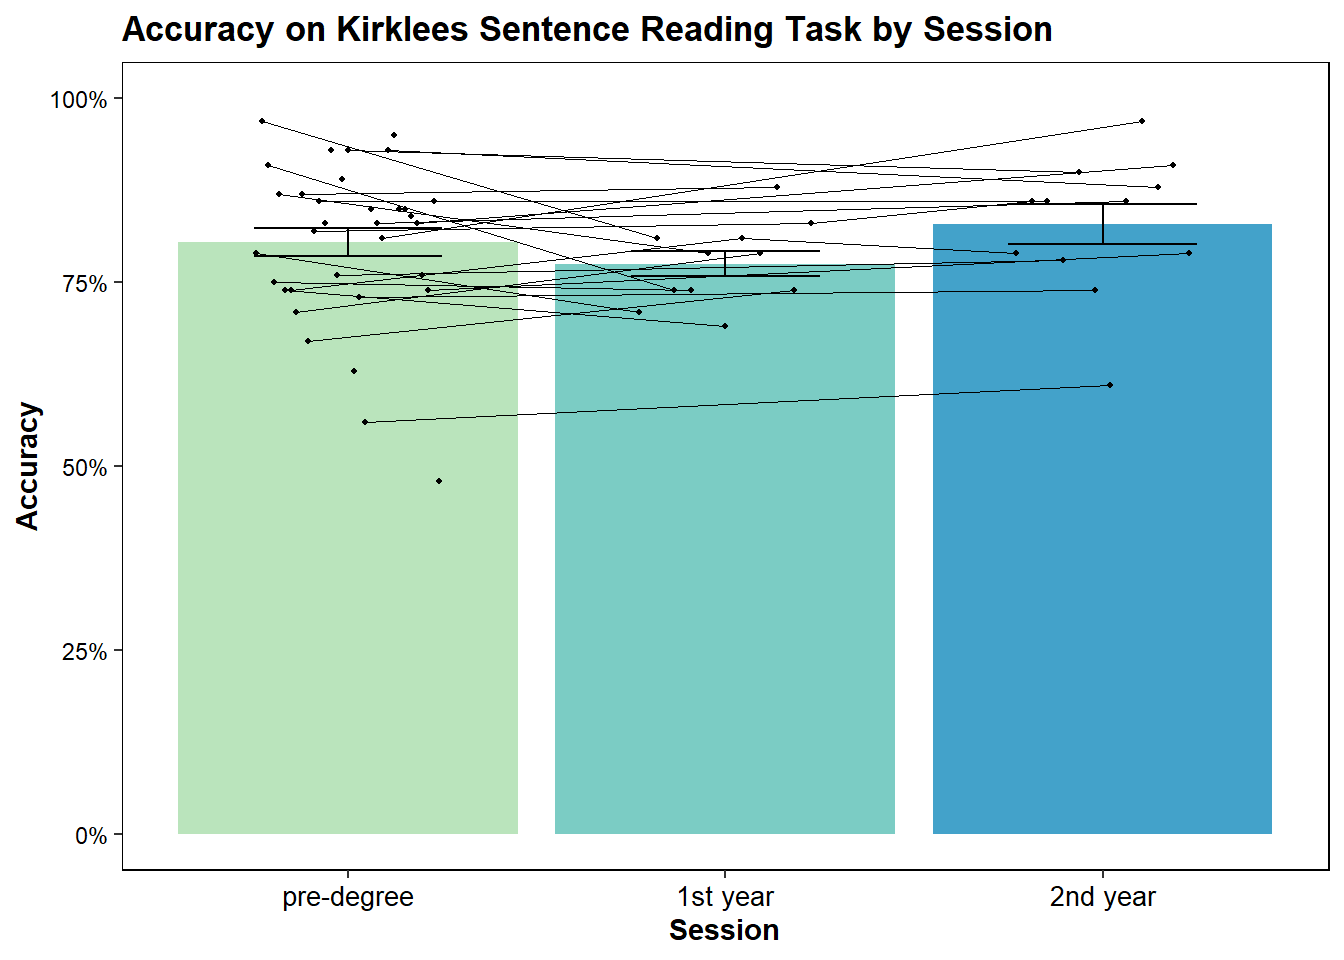 Accuracy on Kirklees Sentence Reading Task by Session
100%
75%
50%
25%
0%
Accuracy
pre-degree
1st year
2nd year
Session